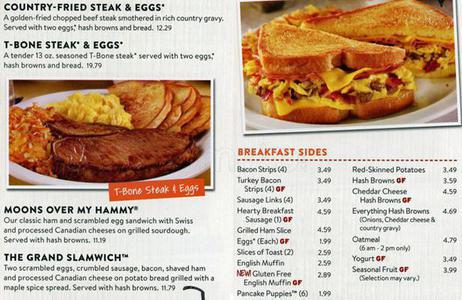 COUNTRY-FRIED STEAK & EGGS*
A golden-fried chopped beef steak smothered in rich country gravy.
Served with two eggs,* hash browns and bread. 12.29
T-BONE STEAK* & EGGS*
A tender 13 oz. seasoned T-Bone steak* served with two eggs,*
hash browns and bread. 19.79
T-Bone Steak & Eggs
MOONS OVER MY HAMMY®
Our classic ham and scrambled egg sandwich with Swiss
and processed Canadian cheeses on grilled sourdough.
Served with hash browns. 11.19
THE GRAND SLAMWICH™
Two scrambled eggs, crumbled sausage, bacon, shaved ham
and processed Canadian cheese on potato bread grilled with a
maple spice spread. Served with hash browns. 11.79
BREAKFAST SIDES
Bacon Strips (4) 3.49
Turkey Bacon 3.49
Strips (4) GF
Sausage Links (4) 3.49
Hearty Breakfast 4.59
Sausage (1) GF
Grilled Ham Slice 4.59
Eggs* (Each) GF 1.99
Slices of Toast (2) 2.59
English Muffin 2.59
NEW! Gluten Free 2.89
English Muffin GF
Pancake Puppies™ (6) 1.99
Red-Skinned Potatoes 3.49
Hash Browns GF 3.59
Cheddar Cheese 4.59
Hash Browns GF
Everything Hash Browns 4.69
(Onions, Cheddar cheese &
country gravy)
Oatmeal 4.79
(6 am - 2 pm only)
Yogurt GF 3.49
Seasonal Fruit GF 3.99
(Selection may vary.)